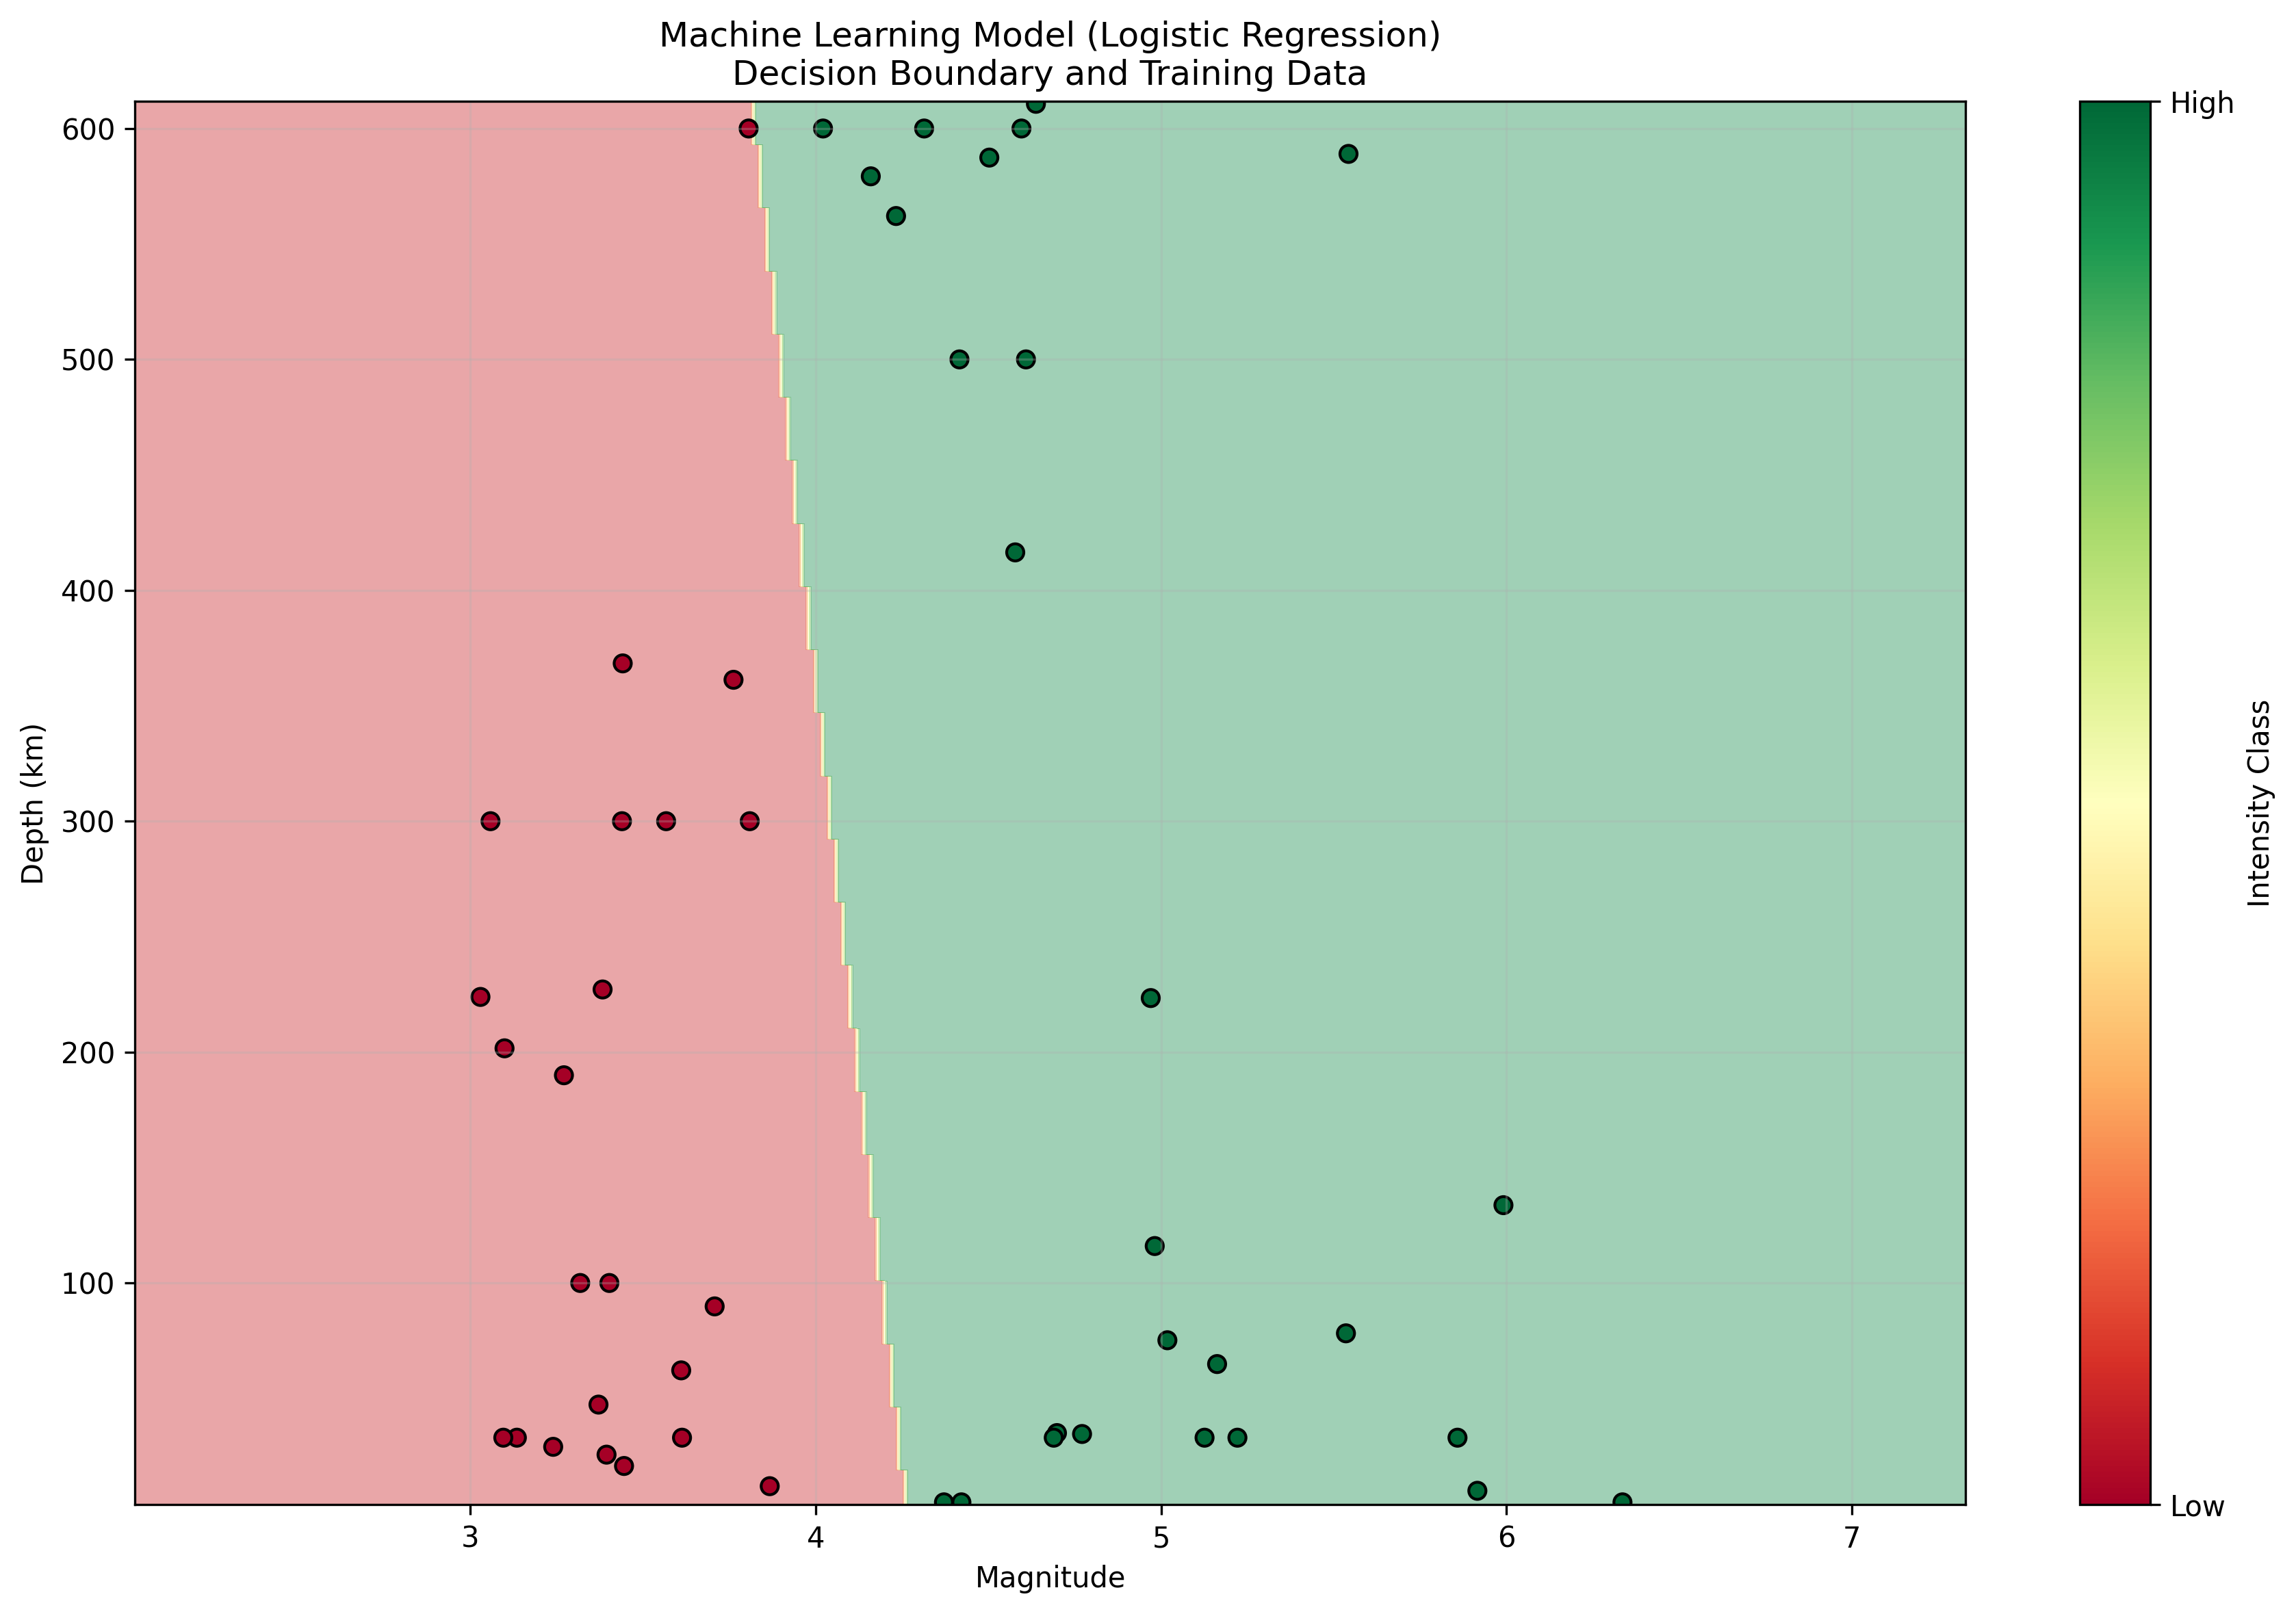 Machine Learning Model (Logistic Regression)
Decision Boundary and Training Data
High
Low
Intensity Class
600
500
400
300
200
100
Depth (km)
3
4
5
6
7
Magnitude